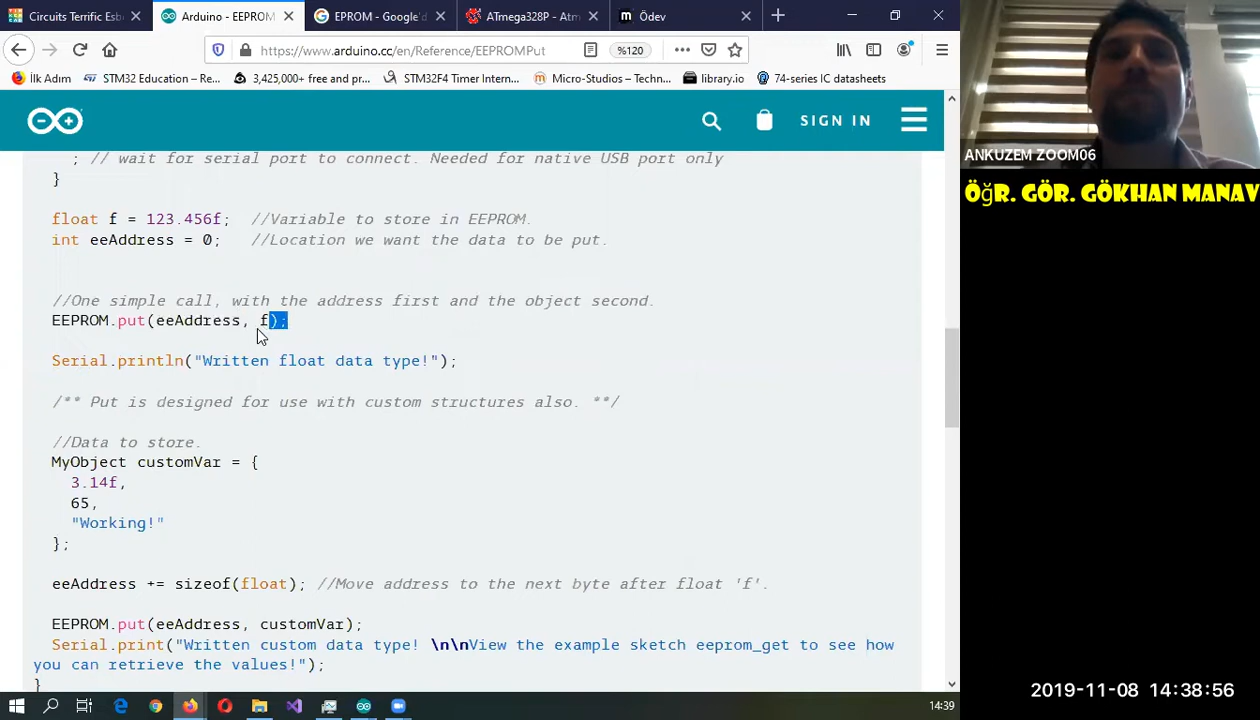 Circuits Terrific Esb
Arduino - EEPROM
EPROM - Google'd
ATmega328P - Atm
Ödev
https://www.arduino.cc/en/Reference/EEPROMPut
%120
İlk Adım
STM32 Education - Re...
3,425,000+ free and pr...
STM32F4 Timer Intern...
Micro-Studios – Techn...
library.io
74-series IC datasheets
SIGN IN
; // wait for serial port to connect. Needed for native USB port only
}
float f = 123.456f;  //Variable to store in EEPROM.
int eeAddress = 0;   //Location we want the data to be put.
//One simple call, with the address first and the object second.
EEPROM.put(eeAddress, f);
Serial.println("Written float data type!");
/** Put is designed for use with custom structures also. **/
//Data to store.
MyObject customVar = {
3.14f,
65,
"Working!"
};
eeAddress += sizeof(float); //Move address to the next byte after float 'f'.
EEPROM.put(eeAddress, customVar);
Serial.print("Written custom data type! \n\nView the example sketch eeprom_get to see how
you can retrieve the values!");
}
14:39
ANKUZEM ZOOM06
ÖĞR. GÖR. GÖKHAN MANAV
2019-11-08 14:38:56